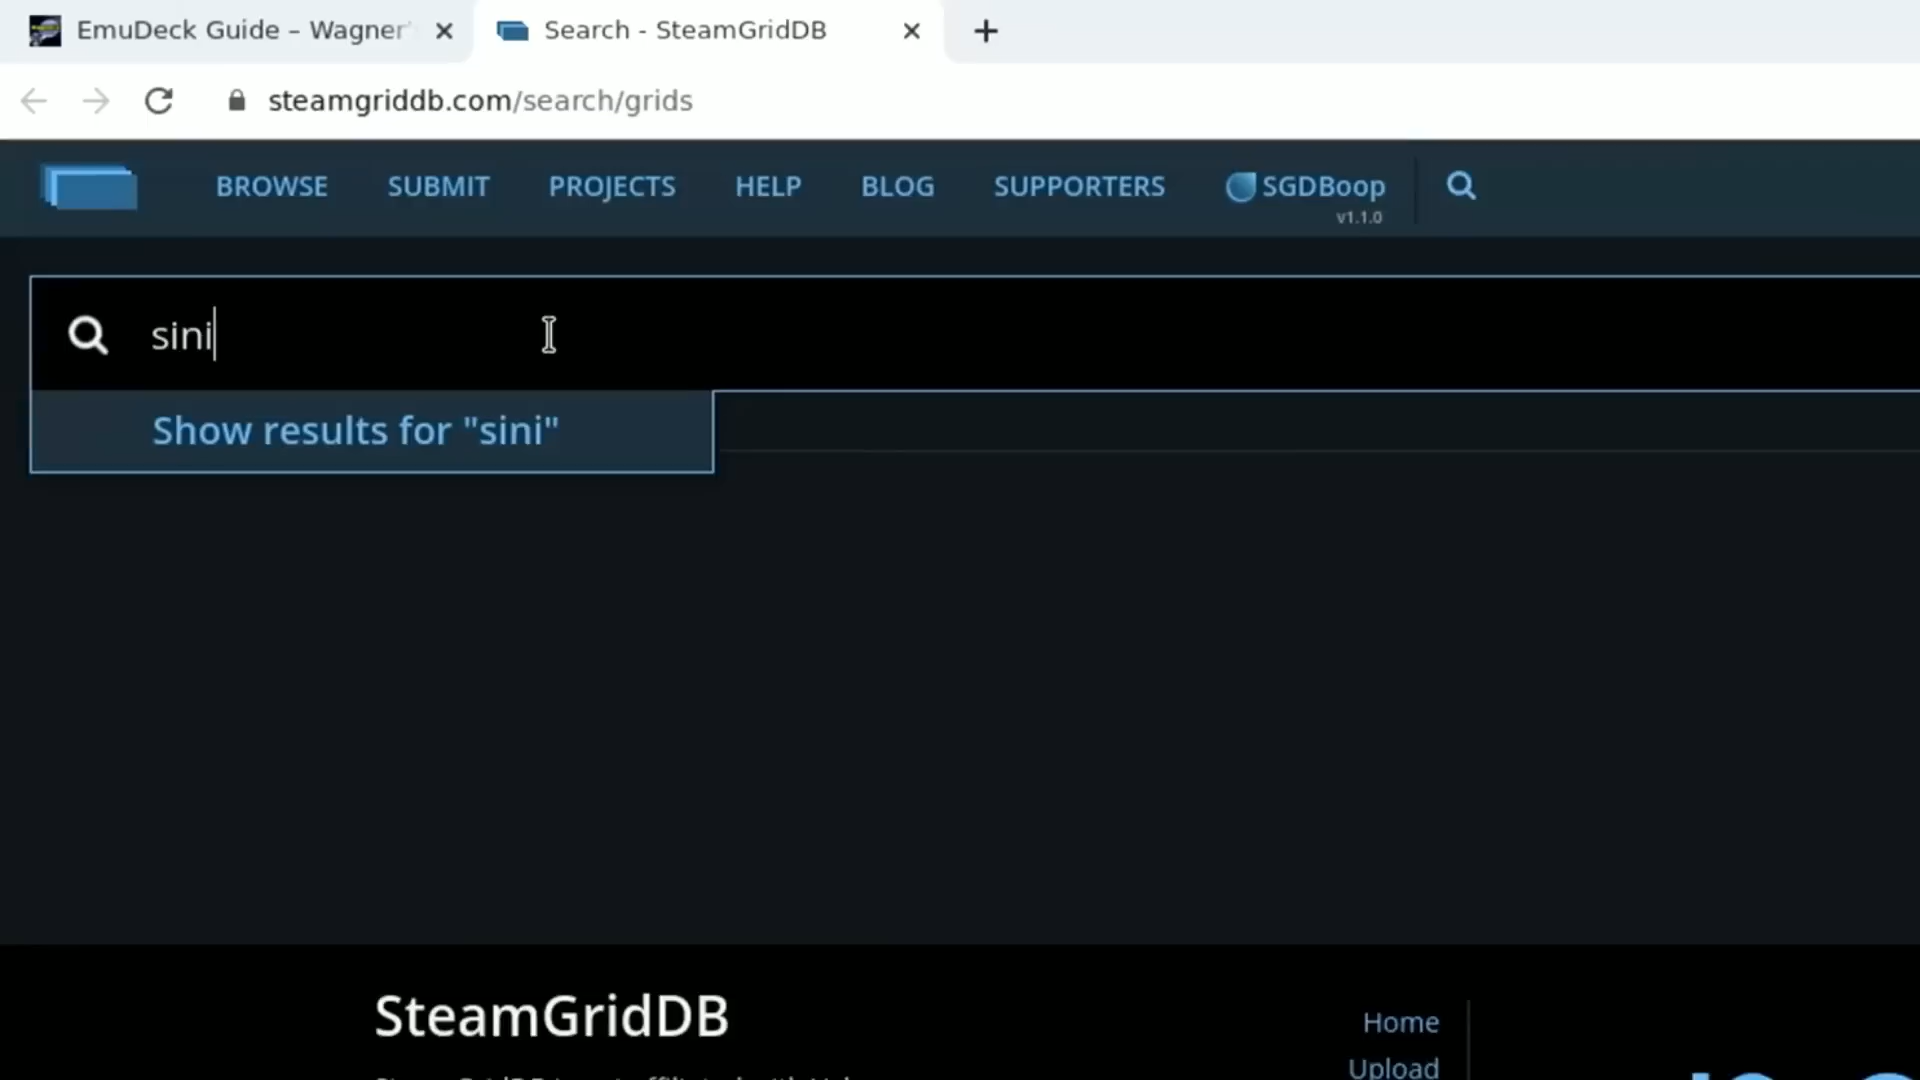 EmuDeck Guide – Wagner'
Search - SteamGridDB
steamgriddb.com/search/grids
BROWSE SUBMIT PROJECTS HELP BLOG SUPPORTERS SGDBoop
v1.1.0
sini
Show results for "sini"
SteamGridDB
Home
Upload